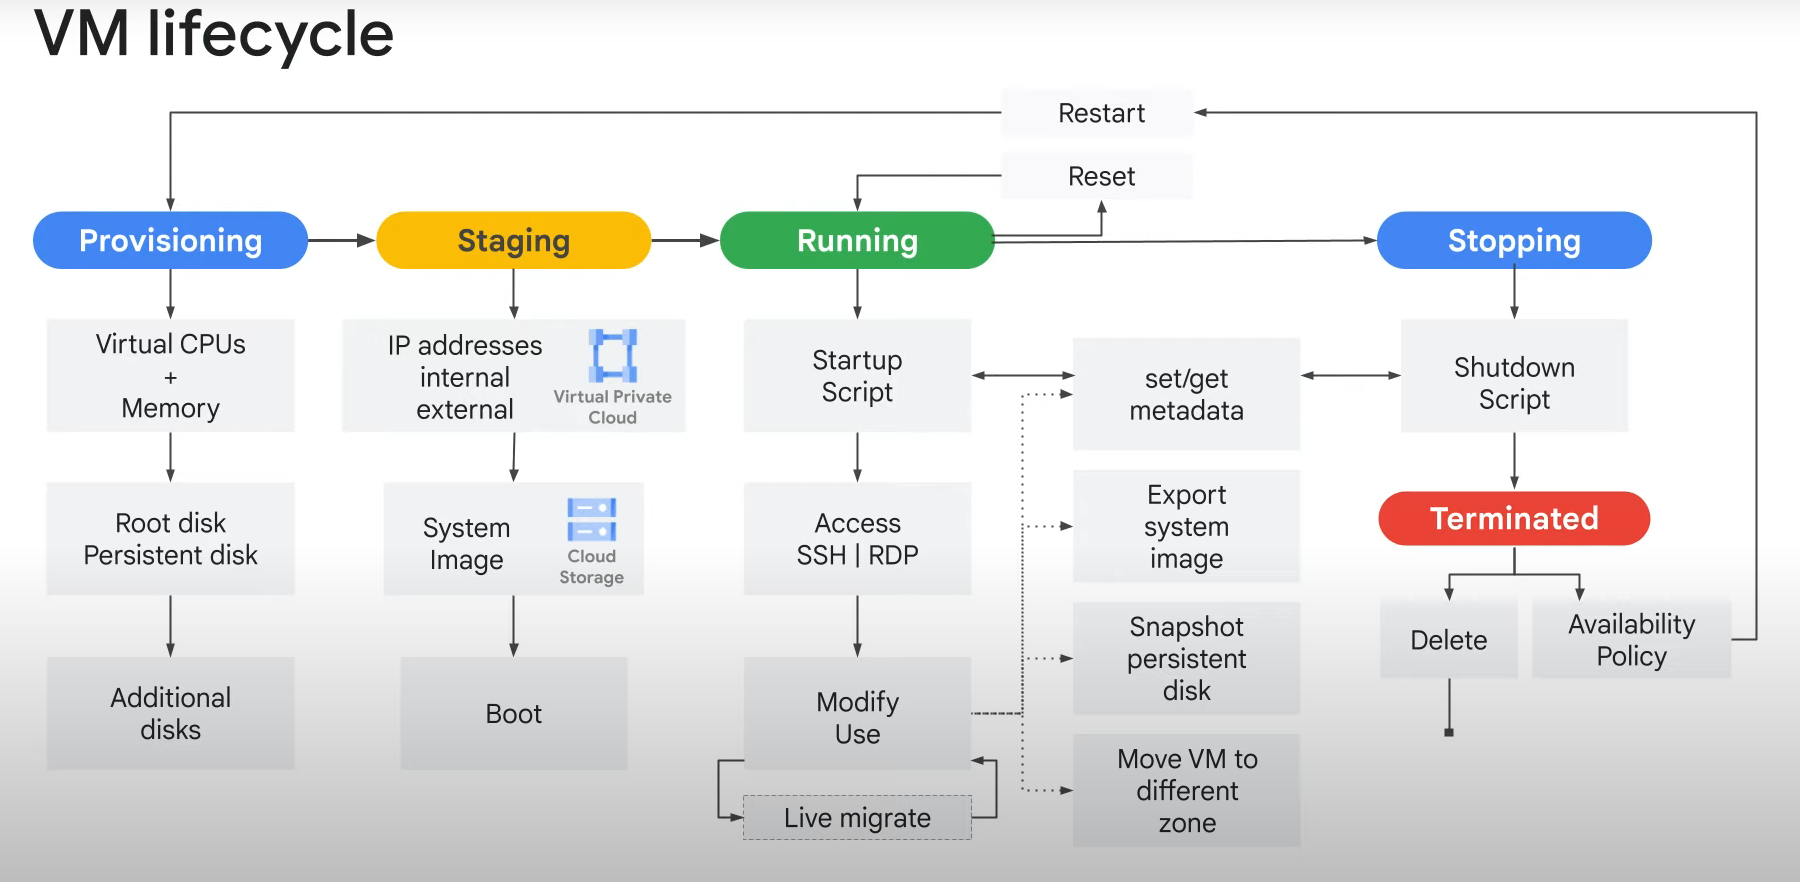 VM lifecycle
Restart
Reset
Provisioning
Staging
Running
Stopping
Virtual CPUs
+
Memory
Root disk
Persistent disk
Additional
disks
IP addresses
internal
external
Virtual Private
Cloud
System
Image
Cloud
Storage
Boot
Startup
Script
Access
SSH | RDP
Modify
Use
Live migrate
set/get
metadata
Export
system
image
Snapshot
persistent
disk
Move VM to
different
zone
Shutdown
Script
Terminated
Delete
Availability
Policy